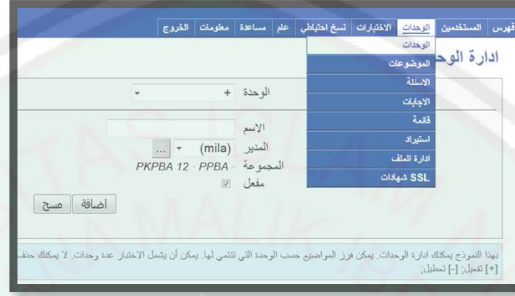 فهرس المستخدمين الوحدات الاختبارات نسخ احتياطي علم مساعدة معلومات الخروج
ادارة الوحد
الوحدات
الموضوعات
الاسئلة
الاجابات
قائمة
استيراد
ادارة الملف
SSL شهادات
الوحدة +
الاسم
المدير (mila) ...
المجموعة PKPBA 12 · PPBA ·
مفعل
اضافة مسح
بهذا النموذج يمكنك ادارة الوحدات. يمكن فرز المواضيع حسب الوحدة التي تنتمي لها. يمكن أن يشمل الاختبار عدة وحدات. لا يمكنك حذف
[+] تفعيل; [-] تعطيل;